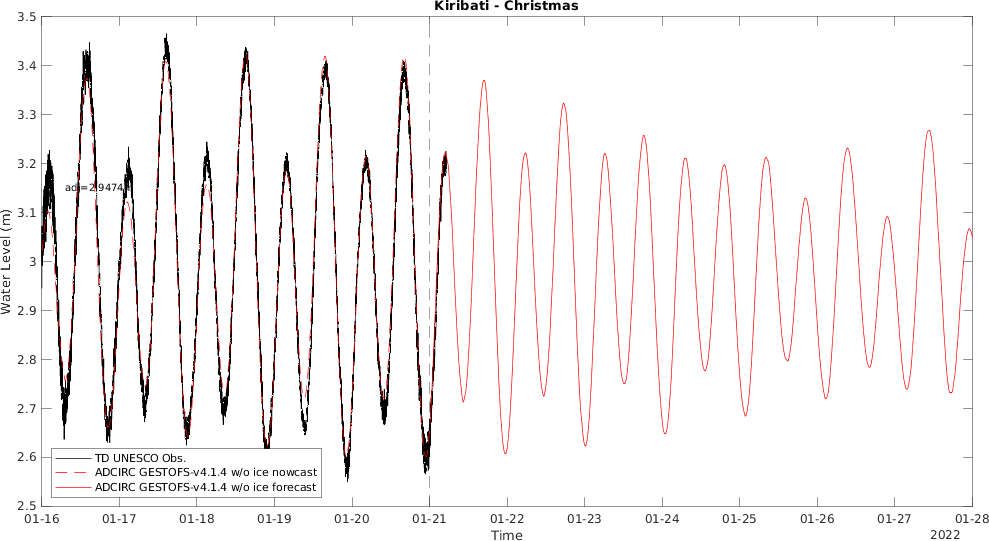 Kiribati - Christmas
3.5
3.4
3.3
3.2
3.1
3
2.9
2.8
2.7
2.6
2.5
Water Level (m)
adj=2.9474
TD UNESCO Obs.
ADCIRC GESTOFS-v4.1.4 w/o ice nowcast
ADCIRC GESTOFS-v4.1.4 w/o ice forecast
01-16 01-17 01-18 01-19 01-20 01-21 01-22 01-23 01-24 01-25 01-26 01-27 01-28
Time
2022